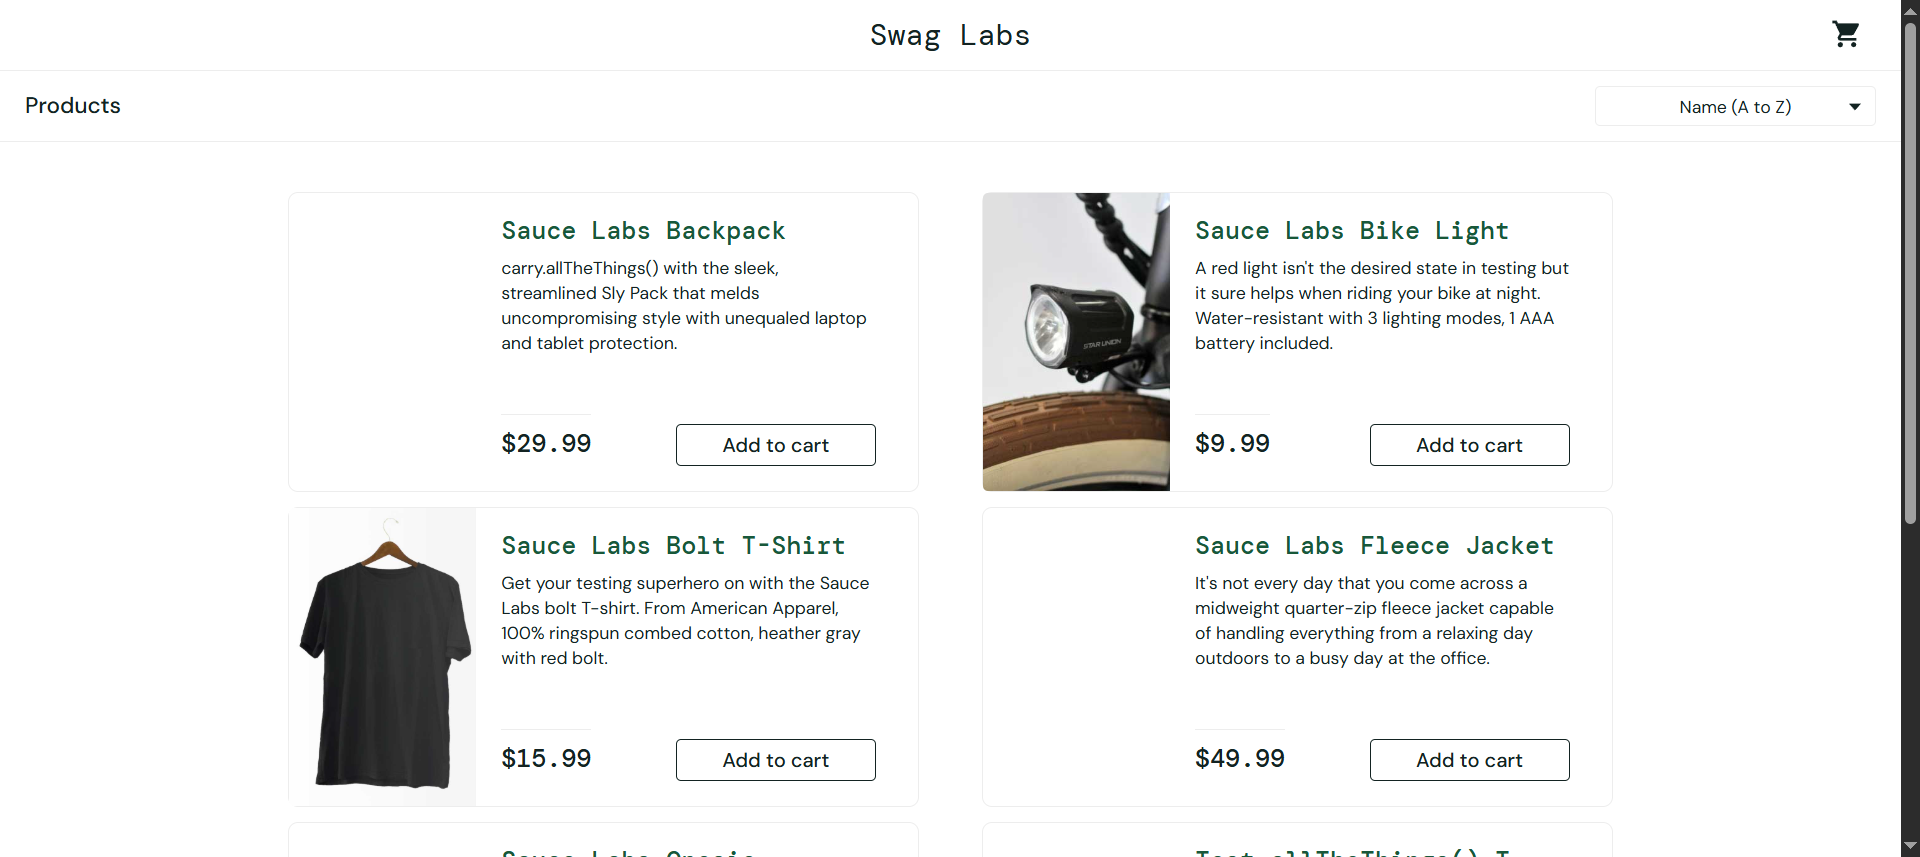 Swag Labs
Products
Name (A to Z)
Sauce Labs Backpack
carry.allTheThings() with the sleek,
streamlined Sly Pack that melds
uncompromising style with unequaled laptop
and tablet protection.
$29.99
Add to cart
Sauce Labs Bike Light
A red light isn't the desired state in testing but
it sure helps when riding your bike at night.
Water-resistant with 3 lighting modes, 1 AAA
battery included.
STAR UNION
$9.99
Add to cart
Sauce Labs Bolt T-Shirt
Get your testing superhero on with the Sauce
Labs bolt T-shirt. From American Apparel,
100% ringspun combed cotton, heather gray
with red bolt.
$15.99
Add to cart
Sauce Labs Fleece Jacket
It's not every day that you come across a
midweight quarter-zip fleece jacket capable
of handling everything from a relaxing day
outdoors to a busy day at the office.
$49.99
Add to cart
Sauce Labs Onesie
Test.allTheThings() T